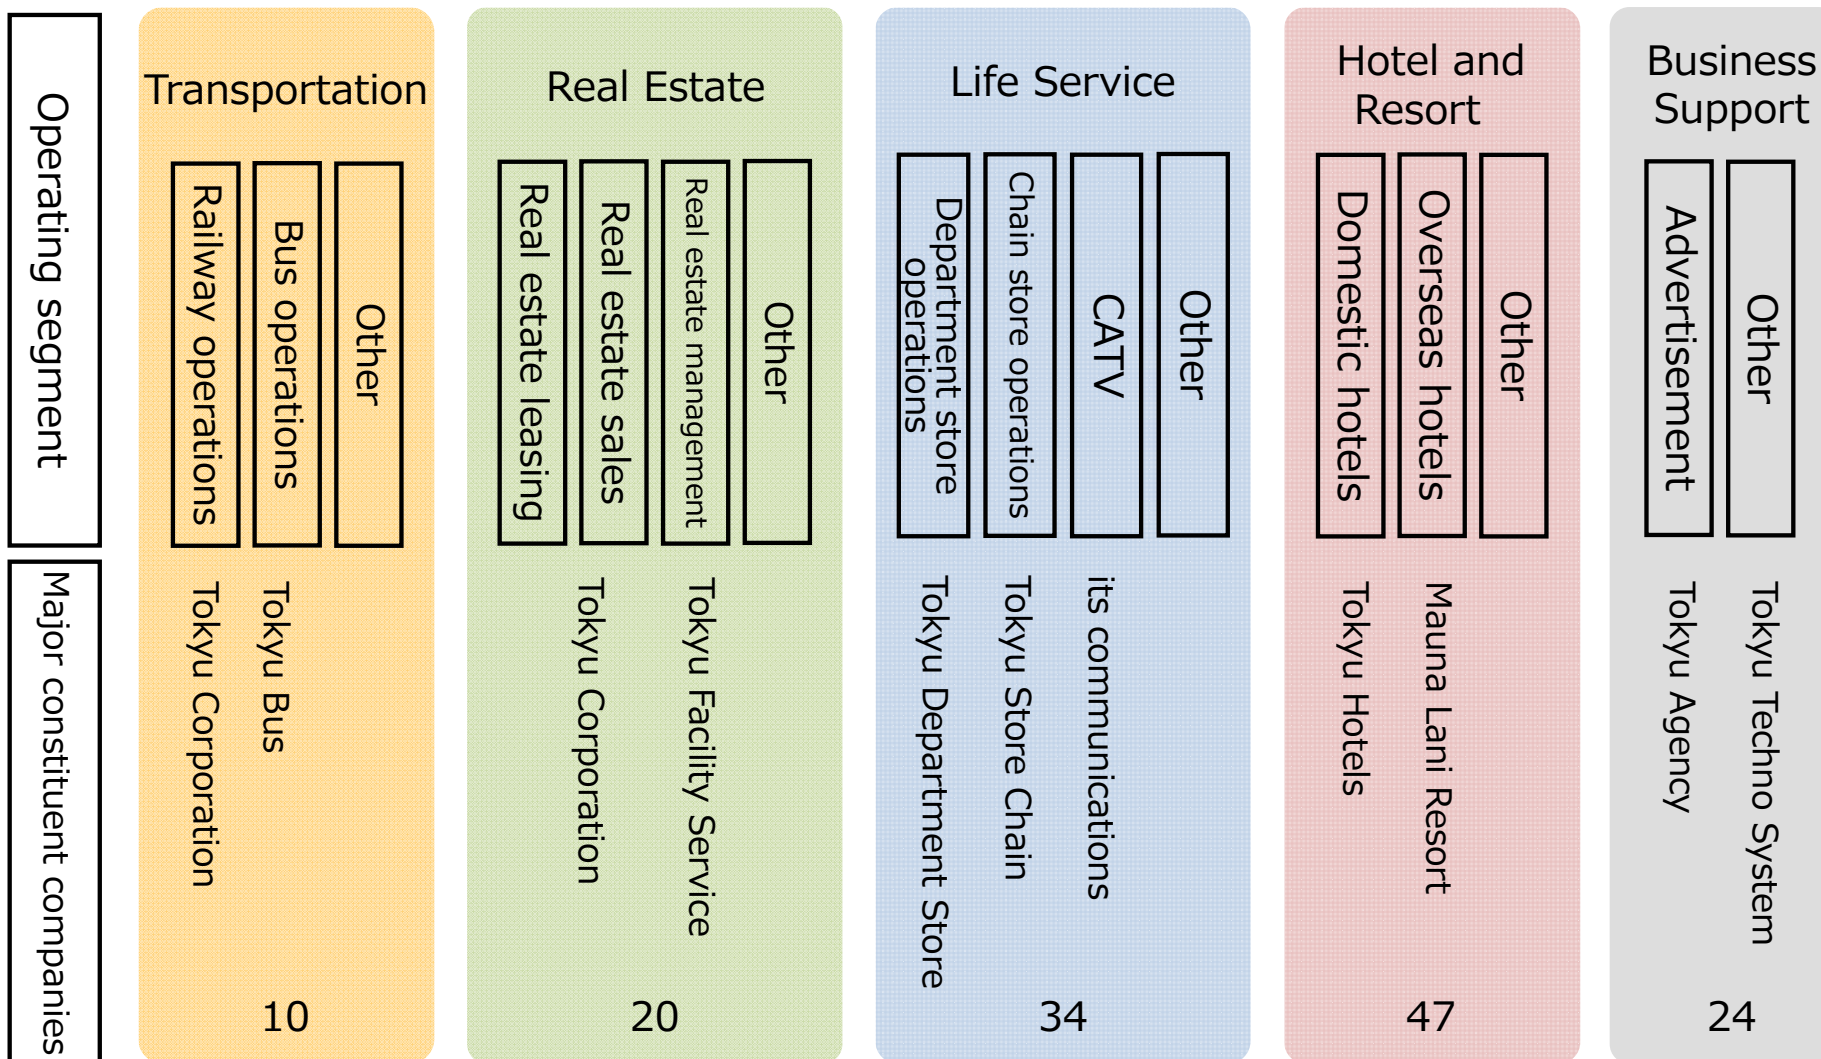 Operating segment
Major constituent companies
Transportation
Railway operations
Bus operations
Other
Tokyu Corporation
Tokyu Bus
10
Real Estate
Real estate leasing
Real estate sales
Real estate management
Other
Tokyu Corporation
Tokyu Facility Service
20
Life Service
Department store
operations
Chain store operations
CATV
Other
Tokyu Department Store
Tokyu Store Chain
its communications
34
Hotel and
Resort
Domestic hotels
Overseas hotels
Other
Tokyu Hotels
Mauna Lani Resort
47
Business
Support
Advertisement
Other
Tokyu Agency
Tokyu Techno System
24